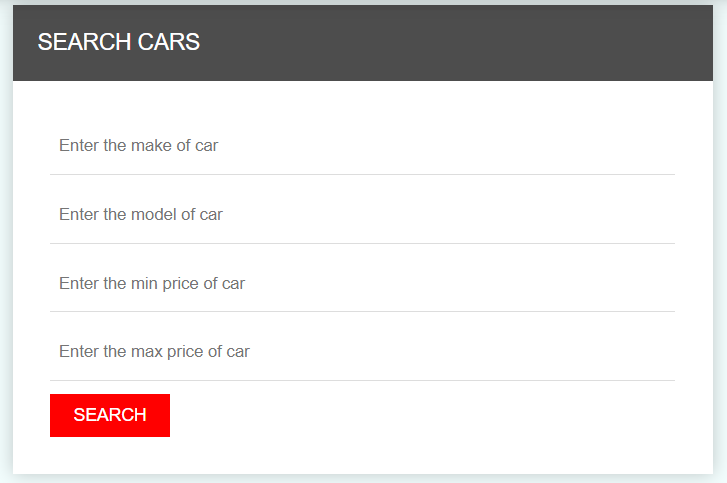 SEARCH CARS
Enter the make of car
Enter the model of car
Enter the min price of car
Enter the max price of car
SEARCH